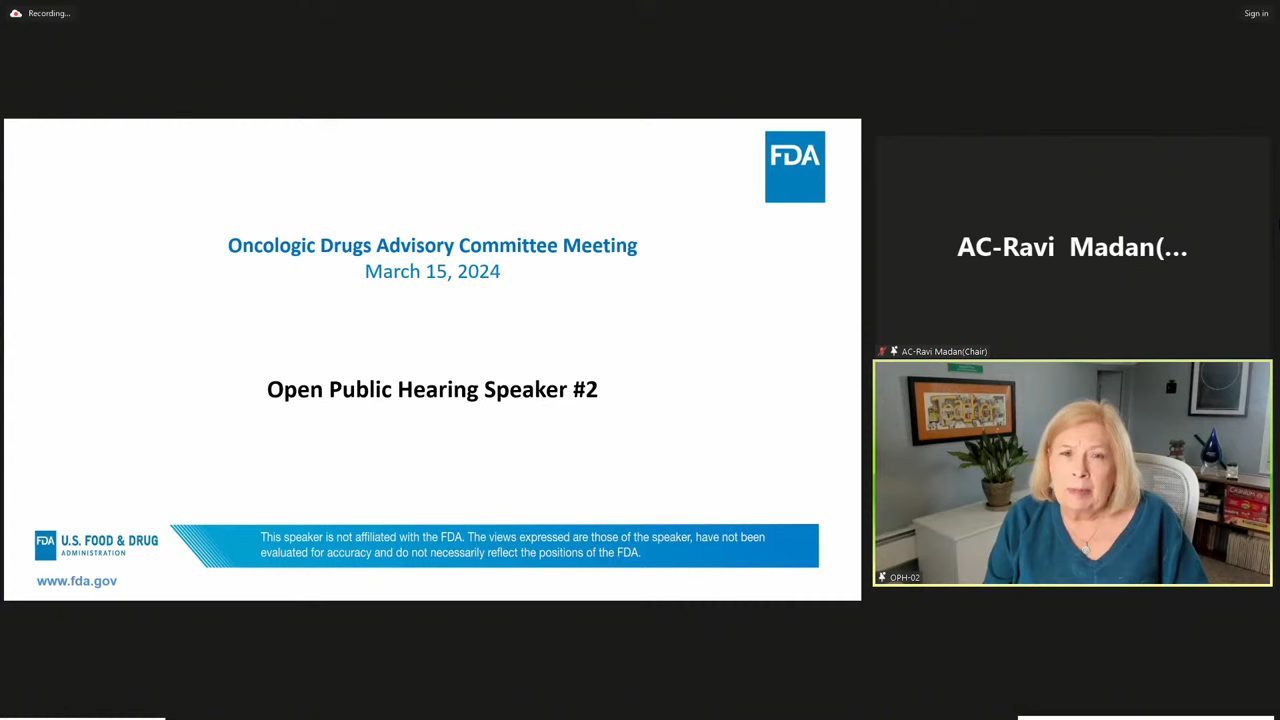 Recording...
Sign in
FDA
Oncologic Drugs Advisory Committee Meeting
March 15, 2024
Open Public Hearing Speaker #2
FDA
U.S. FOOD & DRUG
ADMINISTRATION
This speaker is not affiliated with the FDA. The views expressed are those of the speaker, have not been
evaluated for accuracy and do not necessarily reflect the positions of the FDA.
www.fda.gov
AC-Ravi Madan(...
AC-Ravi Madan(Chair)
OPH-02